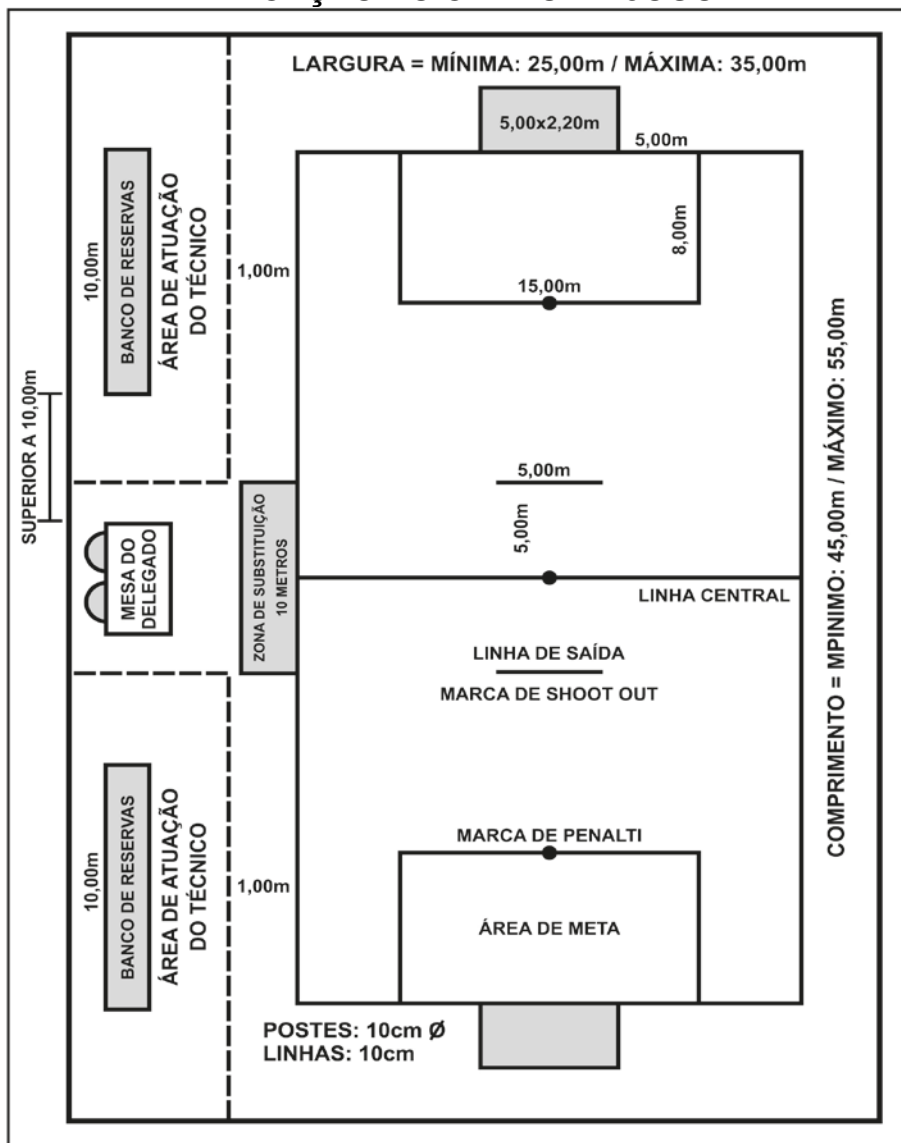 LARGURA = MÍNIMA: 25,00m / MÁXIMA: 35,00m
5,00x2,20m
5,00m
8,00m
15,00m
10,00m
BANCO DE RESERVAS
ÁREA DE ATUAÇÃO
DO TÉCNICO
1,00m
SUPERIOR A 10,00m
5,00m
5,00m
MESA DO
DELEGADO
ZONA DE SUBSTITUIÇÃO
10 METROS
LINHA CENTRAL
LINHA DE SAÍDA
MARCA DE SHOOT OUT
COMPRIMENTO = MPINIMO: 45,00m / MÁXIMO: 55,00m
10,00m
BANCO DE RESERVAS
ÁREA DE ATUAÇÃO
DO TÉCNICO
1,00m
MARCA DE PENALTI
ÁREA DE META
POSTES: 10cm Ø
LINHAS: 10cm